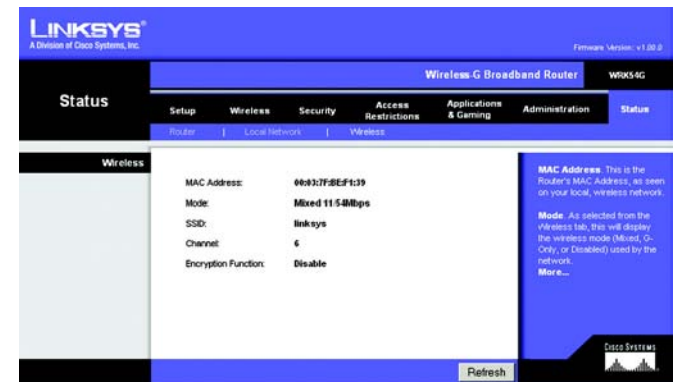 LINKSYS®
A Division of Cisco Systems, Inc.
Firmware Version: v1.00.0
Wireless-G Broadband Router
WRK54G
Status
Setup
Wireless
Security
Access Restrictions
Applications & Gaming
Administration
Status
Router | Local Network | Wireless
Wireless
MAC Address: 00:03:7F:BE:F1:39
Mode: Mixed 11/54Mbps
SSID: linksys
Channel: 6
Encryption Function: Disable
MAC Address. This is the
Router's MAC Address, as seen
on your local, wireless network.
Mode. As selected from the
Wireless tab, this will display
the wireless mode (Mixed, G-
Only, or Disabled) used by the
network.
More...
CISCO SYSTEMS
Refresh